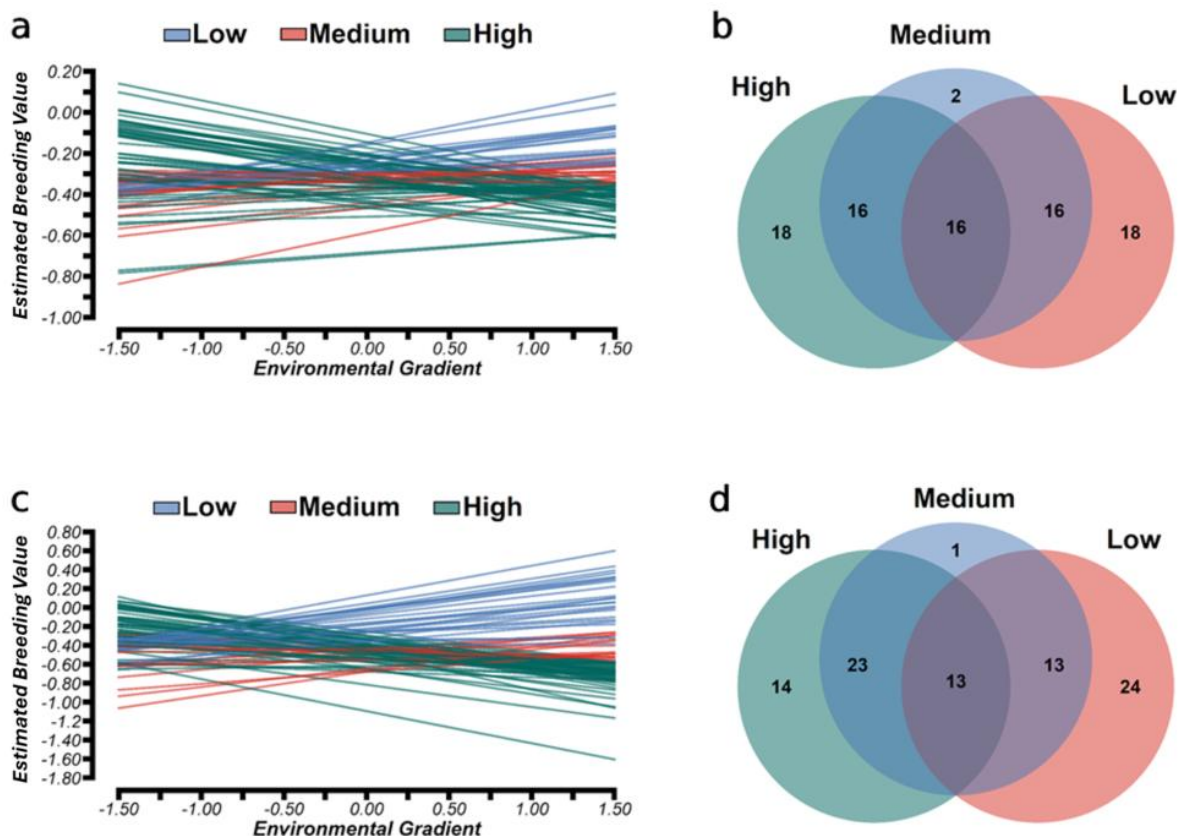 a
Low Medium High
Estimated Breeding Value
0.20
0.00
-0.20
-0.40
-0.60
-0.80
-1.00
-1.50 -1.00 -0.50 0.00 0.50 1.00 1.50
Environmental Gradient
b
Medium
High
Low
2
16
16
18
16
18
c
Low Medium High
Estimated Breeding Value
0.80
0.60
0.40
0.20
0.00
-0.20
-0.40
-0.60
-0.80
-1.00
-1.2
-1.40
-1.60
-1.80
-1.50 -1.00 -0.50 0.00 0.50 1.00 1.50
Environmental Gradient
d
Medium
High
Low
1
23
13
14
13
24